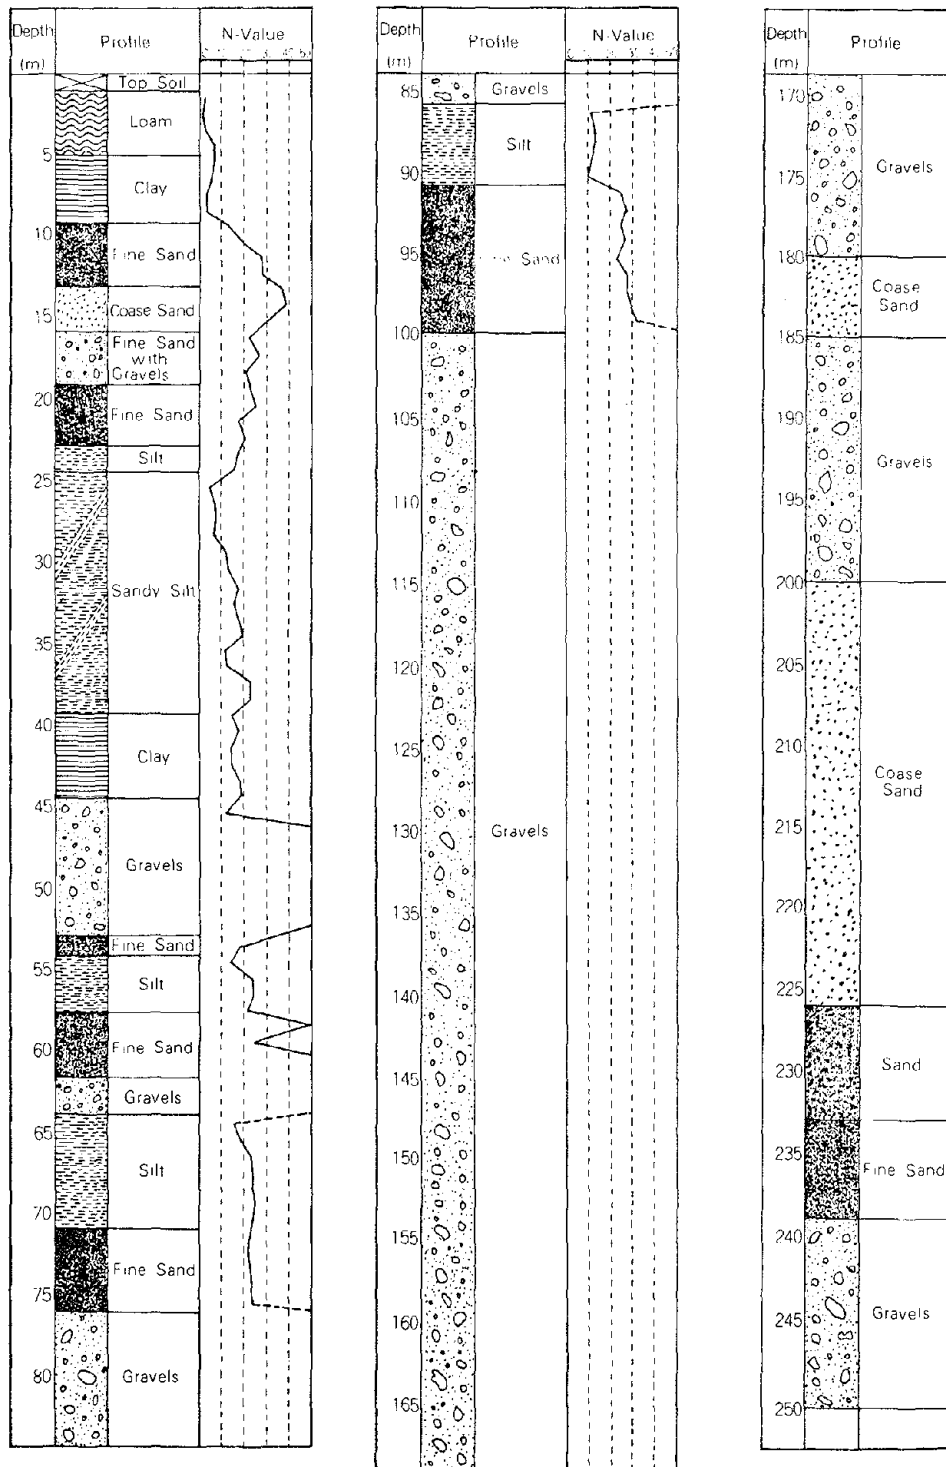 Depth
(m)
Profile
N-Value
Top Soil
Loam
5
Clay
10
Fine Sand
15
Coase Sand
Fine Sand
with
Gravels
20
Fine Sand
Silt
25
30
Sandy Silt
35
40
Clay
45
Gravels
50
Fine Sand
55
Silt
60
Fine Sand
Gravels
65
Silt
70
Fine Sand
75
80
Gravels
Depth
(m)
Profile
N-Value
85
Gravels
Silt
90
95
Fine Sand
100
105
110
115
120
125
130
Gravels
135
140
145
150
155
160
165
Depth
(m)
Profile
170
Gravels
175
180
Coase
Sand
185
190
Gravels
195
200
205
210
Coase
Sand
215
220
225
230
Sand
235
Fine Sand
240
245
Gravels
250